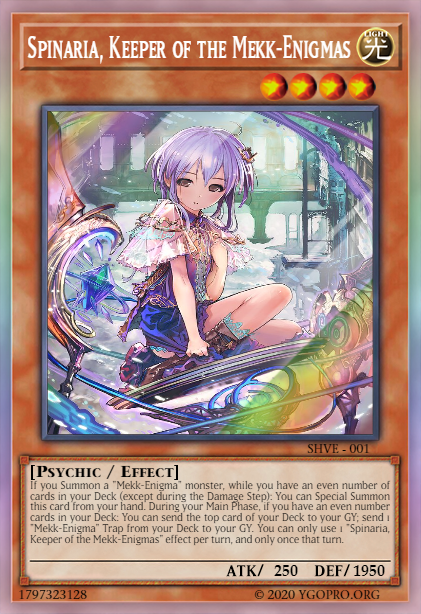 Spinaria, Keeper of the Mekk-Enigmas
LIGHT
光
SHVE - 001
[Psychic / Effect]
If you Summon a "Mekk-Enigma" monster, while you have an even number of
cards in your Deck (except during the Damage Step): You can Special Summon
this card from your hand. During your Main Phase, if you have an even number
cards in your Deck: You can send the top card of your Deck to your GY; send 1
"Mekk-Enigma" Trap from your Deck to your GY. You can only use 1 "Spinaria,
Keeper of the Mekk-Enigmas" effect per turn, and only once that turn.
ATK/ 250 DEF/ 1950
1797323128
© 2020 YGOPRO.ORG